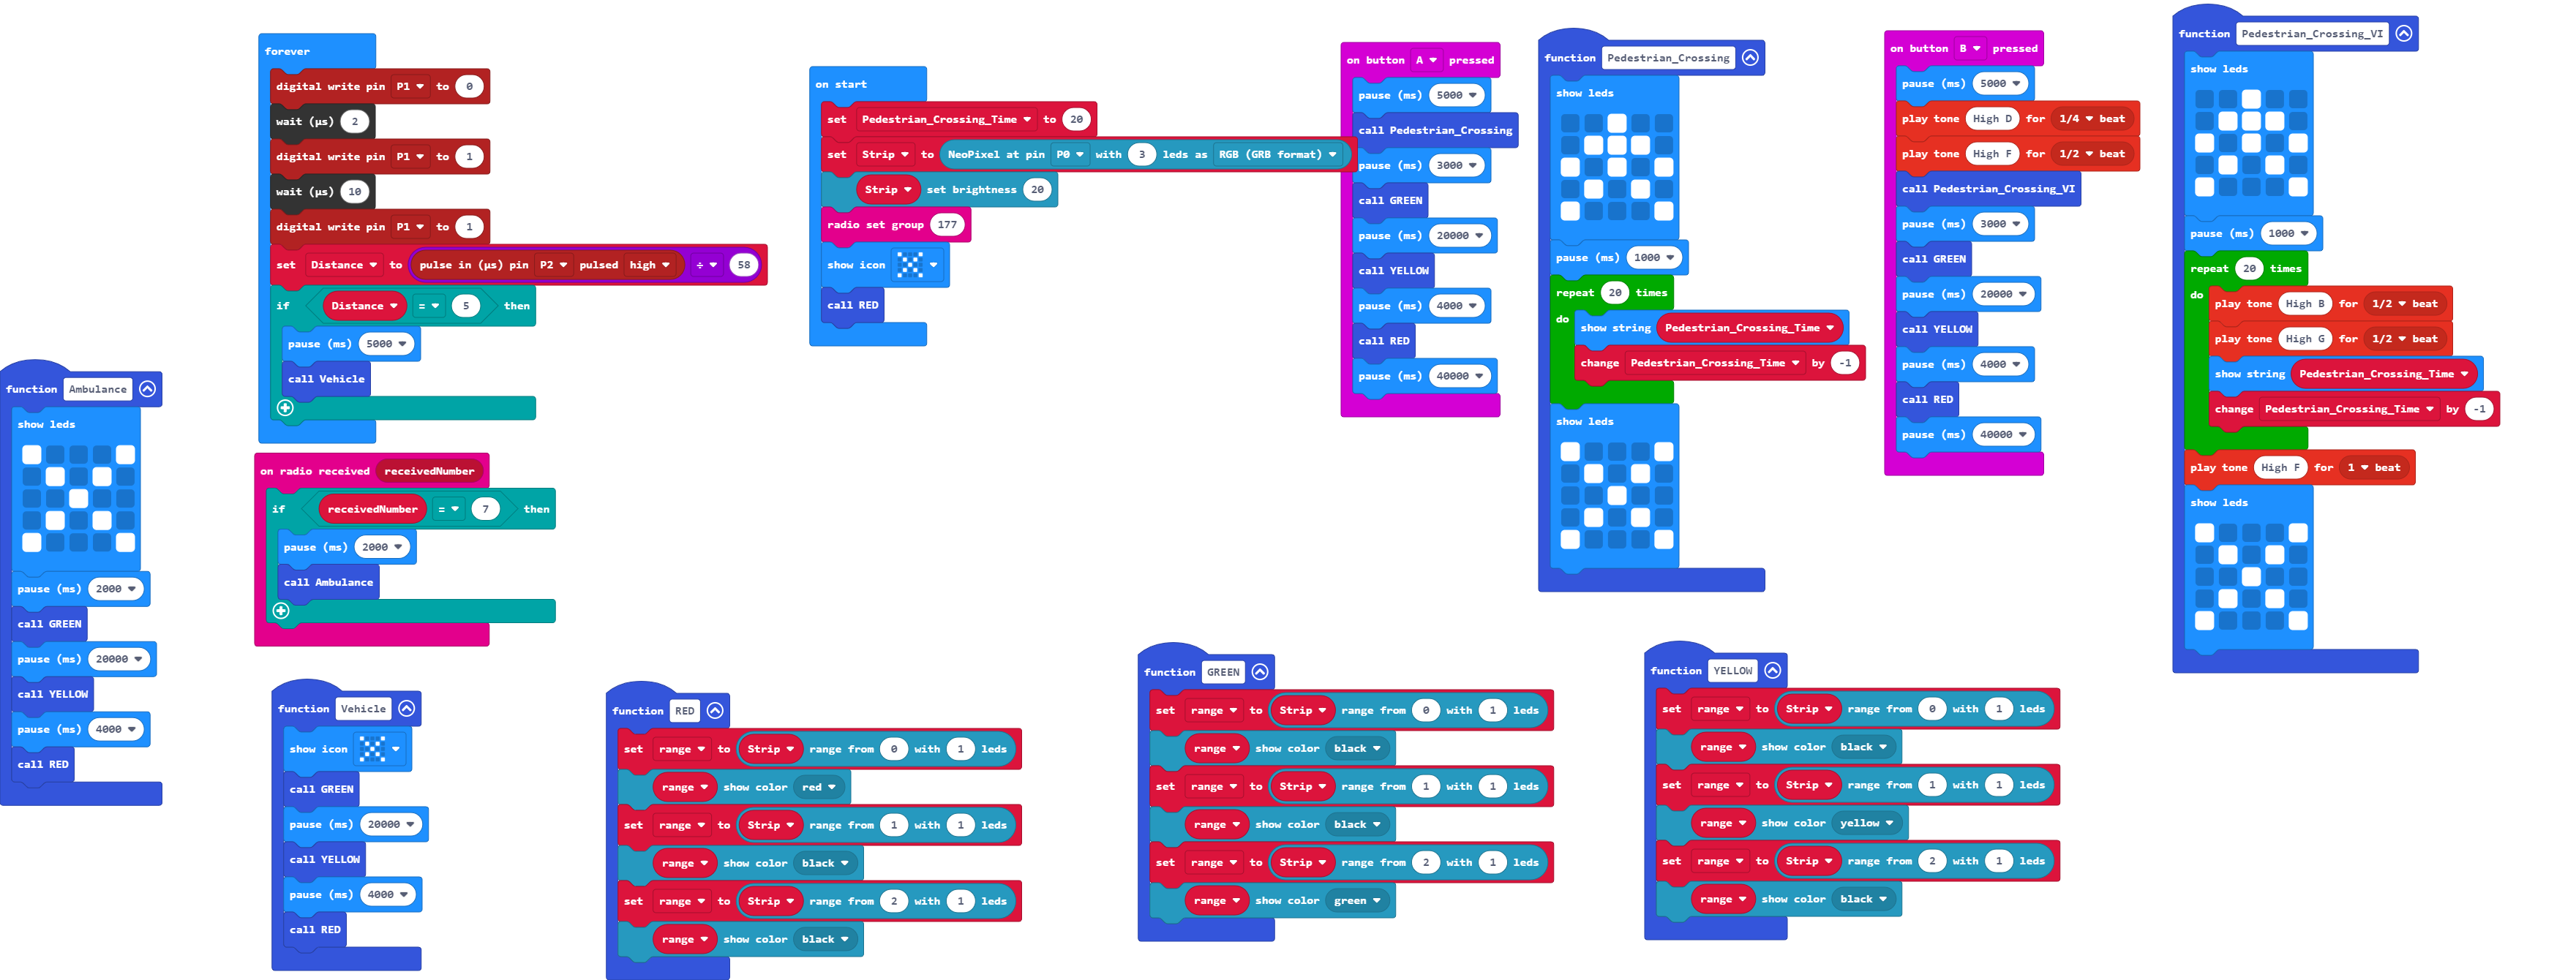 forever
digital write pin P1 to 0
wait (µs) 2
digital write pin P1 to 1
wait (µs) 10
digital write pin P1 to 1
set Distance to pulse in (µs) pin P2 pulsed high ÷ 58
if Distance = 5 then
pause (ms) 5000
call Vehicle
on start
set Pedestrian_Crossing_Time to 20
set Strip to NeoPixel at pin P0 with 3 leds as RGB (GRB format)
Strip set brightness 20
radio set group 177
show icon
call RED
on button A pressed
pause (ms) 5000
call Pedestrian_Crossing
pause (ms) 3000
call GREEN
pause (ms) 20000
call YELLOW
pause (ms) 4000
call RED
pause (ms) 40000
function Pedestrian_Crossing
show leds
pause (ms) 1000
repeat 20 times
do
show string Pedestrian_Crossing_Time
change Pedestrian_Crossing_Time by -1
show leds
on button B pressed
pause (ms) 5000
play tone High D for 1/4 beat
play tone High F for 1/2 beat
call Pedestrian_Crossing_VI
pause (ms) 3000
call GREEN
pause (ms) 20000
call YELLOW
pause (ms) 4000
call RED
pause (ms) 40000
function Pedestrian_Crossing_VI
show leds
pause (ms) 1000
repeat 20 times
do
play tone High B for 1/2 beat
play tone High G for 1/2 beat
show string Pedestrian_Crossing_Time
change Pedestrian_Crossing_Time by -1
play tone High F for 1 beat
show leds
function Ambulance
show leds
pause (ms) 2000
call GREEN
pause (ms) 20000
call YELLOW
pause (ms) 4000
call RED
on radio received receivedNumber
if receivedNumber = 7 then
pause (ms) 2000
call Ambulance
function Vehicle
show icon
call GREEN
pause (ms) 20000
call YELLOW
pause (ms) 4000
call RED
function RED
set range to Strip range from 0 with 1 leds
range show color red
set range to Strip range from 1 with 1 leds
range show color black
set range to Strip range from 2 with 1 leds
range show color black
function GREEN
set range to Strip range from 0 with 1 leds
range show color black
set range to Strip range from 1 with 1 leds
range show color black
set range to Strip range from 2 with 1 leds
range show color green
function YELLOW
set range to Strip range from 0 with 1 leds
range show color black
set range to Strip range from 1 with 1 leds
range show color yellow
set range to Strip range from 2 with 1 leds
range show color black